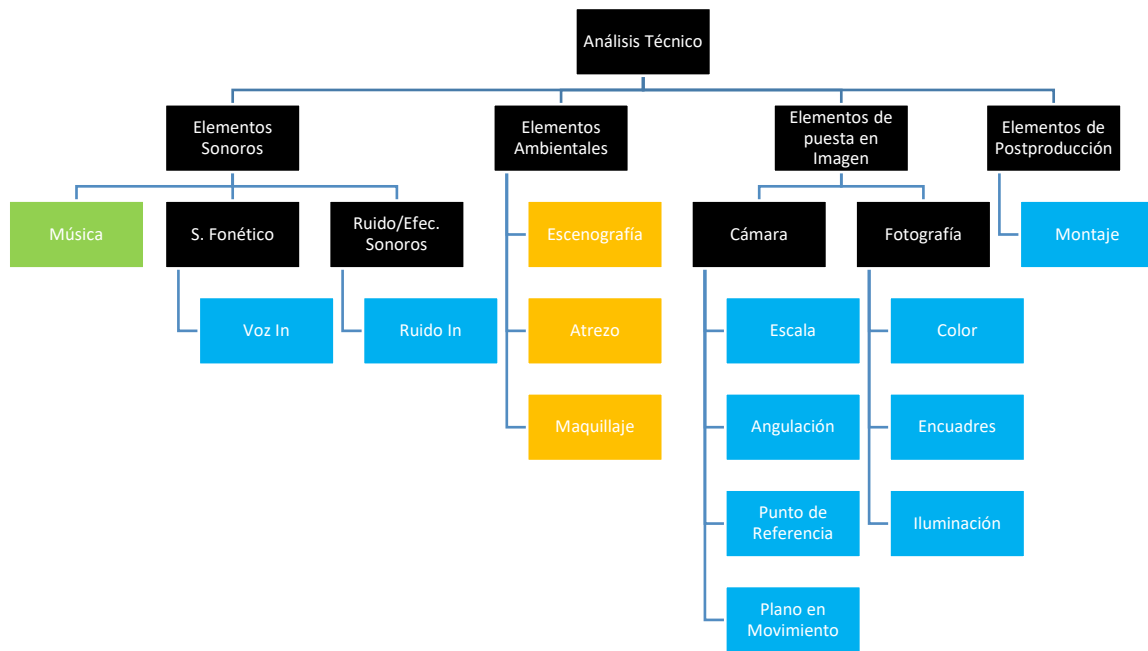 Análisis Técnico
Elementos
Sonoros
Elementos
Ambientales
Elementos de
puesta en
Imagen
Elementos de
Postproducción
Música
S. Fonético
Ruido/Efec.
Sonoros
Escenografía
Cámara
Fotografía
Montaje
Voz In
Ruido In
Atrezo
Escala
Color
Maquillaje
Angulación
Encuadres
Punto de
Referencia
Iluminación
Plano en
Movimiento